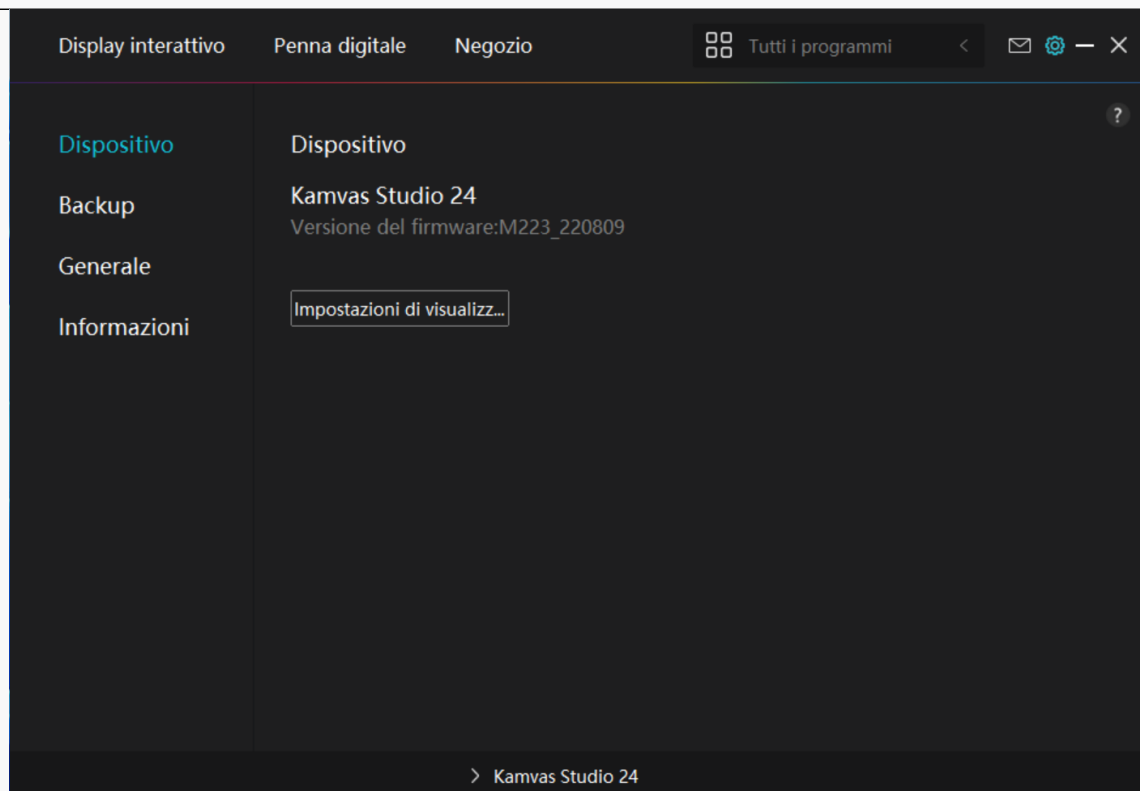 Display interattivo Penna digitale Negozio Tutti i programmi
?
Dispositivo
Backup
Generale
Informazioni
Dispositivo
Kamvas Studio 24
Versione del firmware:M223_220809
Impostazioni di visualizz...
Kamvas Studio 24